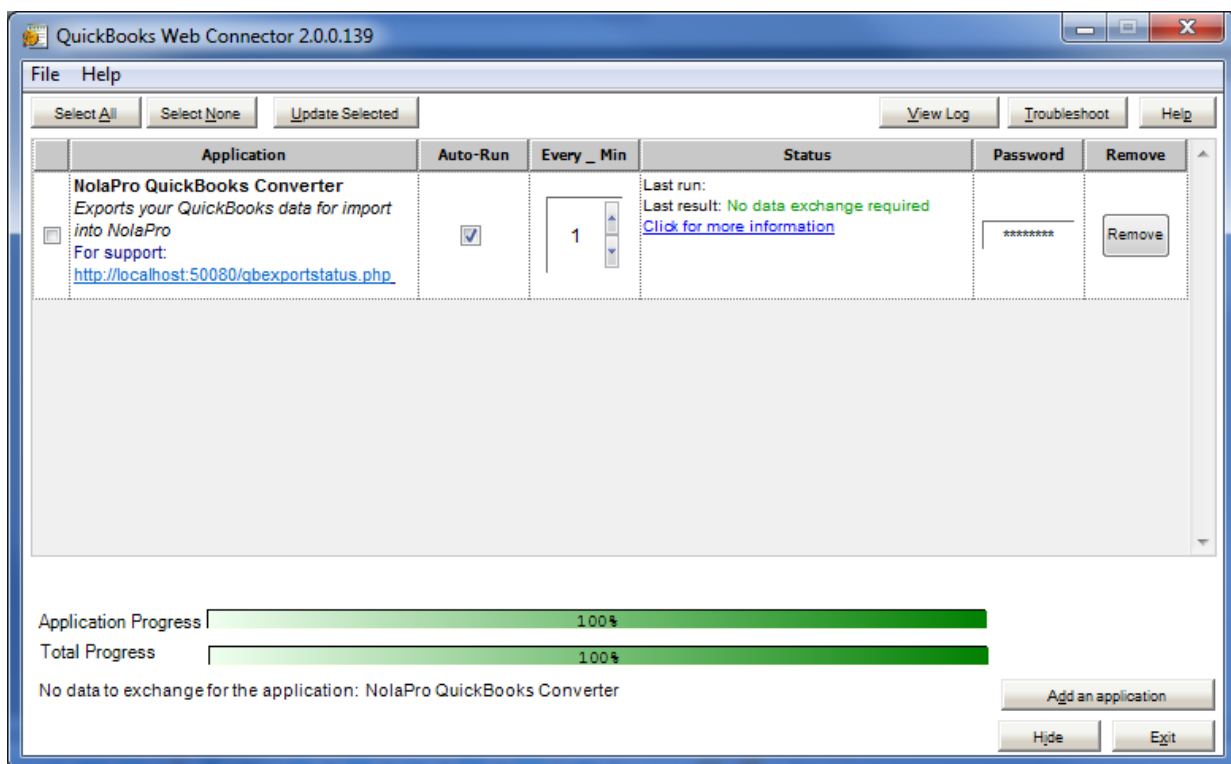 QuickBooks Web Connector 2.0.0.139
File Help
Select All Select None Update Selected View Log Troubleshoot Help
Application Auto-Run Every _ Min Status Password Remove
NolaPro QuickBooks Converter
Exports your QuickBooks data for import
into NolaPro
For support:
http://localhost:50080/qbexportstatus.php
1
Last run:
Last result: No data exchange required
Click for more information
********
Remove
Application Progress 100%
Total Progress 100%
No data to exchange for the application: NolaPro QuickBooks Converter
Add an application
Hide Exit